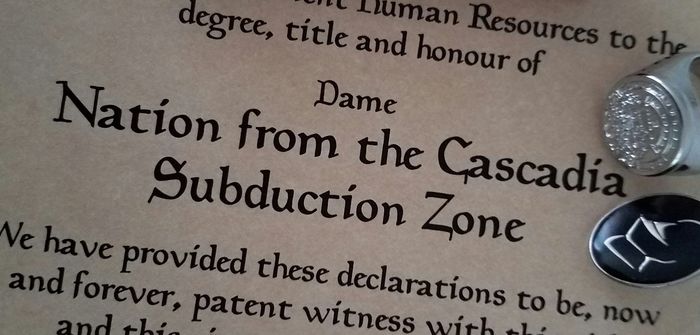 Human Resources to the
degree, title and honour of
Dame
Nation from the Cascadia
Subduction Zone
We have provided these declarations to be, now
and forever, patent witness with
and